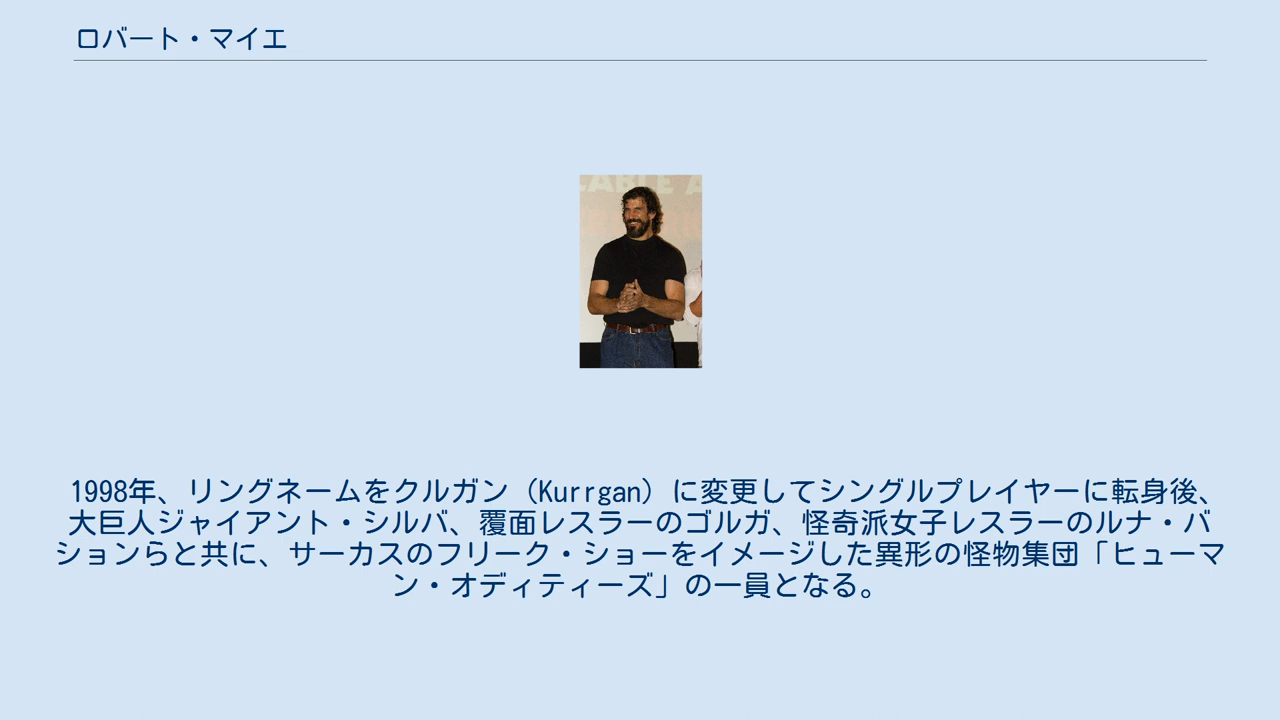 ロバート・マイエ
CABLE A
1998年、リングネームをクルガン（Kurrgan）に変更してシングルプレイヤーに転身後、
大巨人ジャイアント・シルバ、覆面レスラーのゴルガ、怪奇派女子レスラーのルナ・バ
ションらと共に、サーカスのフリーク・ショーをイメージした異形の怪物集団「ヒューマ
ン・オディティーズ」の一員となる。